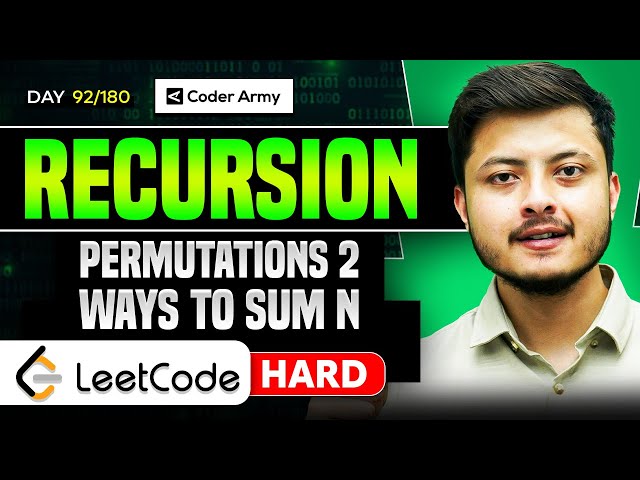 DAY 92/180
Coder Army
RECURSION
PERMUTATIONS 2
WAYS TO SUM N
LeetCode
HARD